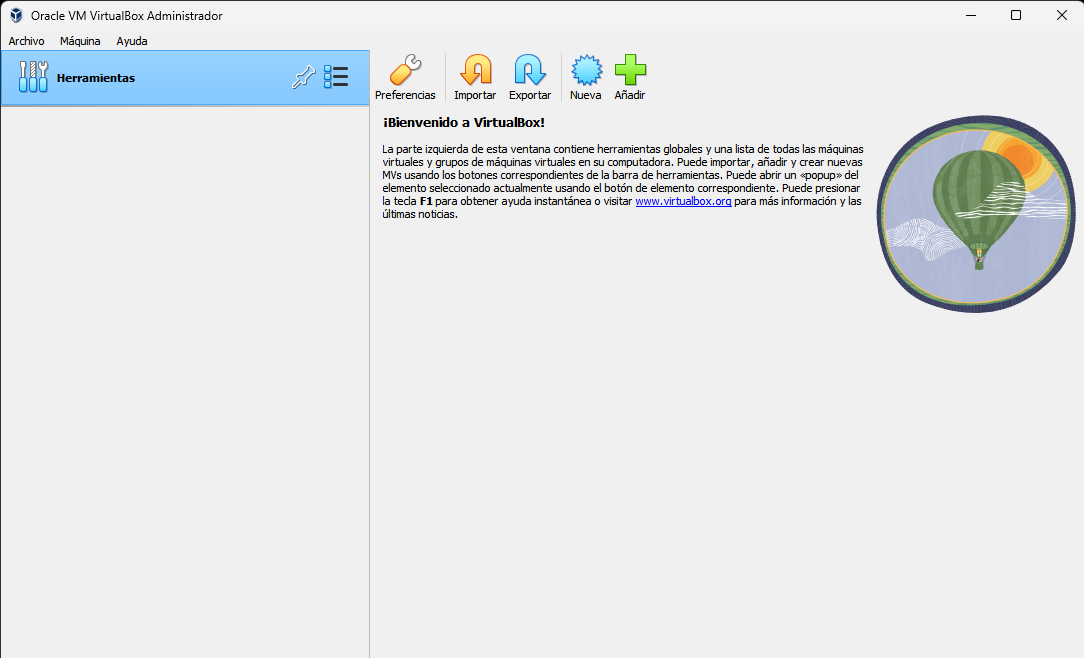 Oracle VM VirtualBox Administrador
Archivo Máquina Ayuda
Herramientas
Preferencias Importar Exportar Nueva Añadir
¡Bienvenido a VirtualBox!
La parte izquierda de esta ventana contiene herramientas globales y una lista de todas las máquinas
virtuales y grupos de máquinas virtuales en su computadora. Puede importar, añadir y crear nuevas
MVs usando los botones correspondientes de la barra de herramientas. Puede abrir un «popup» del
elemento seleccionado actualmente usando el botón de elemento correspondiente. Puede presionar
la tecla F1 para obtener ayuda instantánea o visitar www.virtualbox.org para más información y las
últimas noticias.